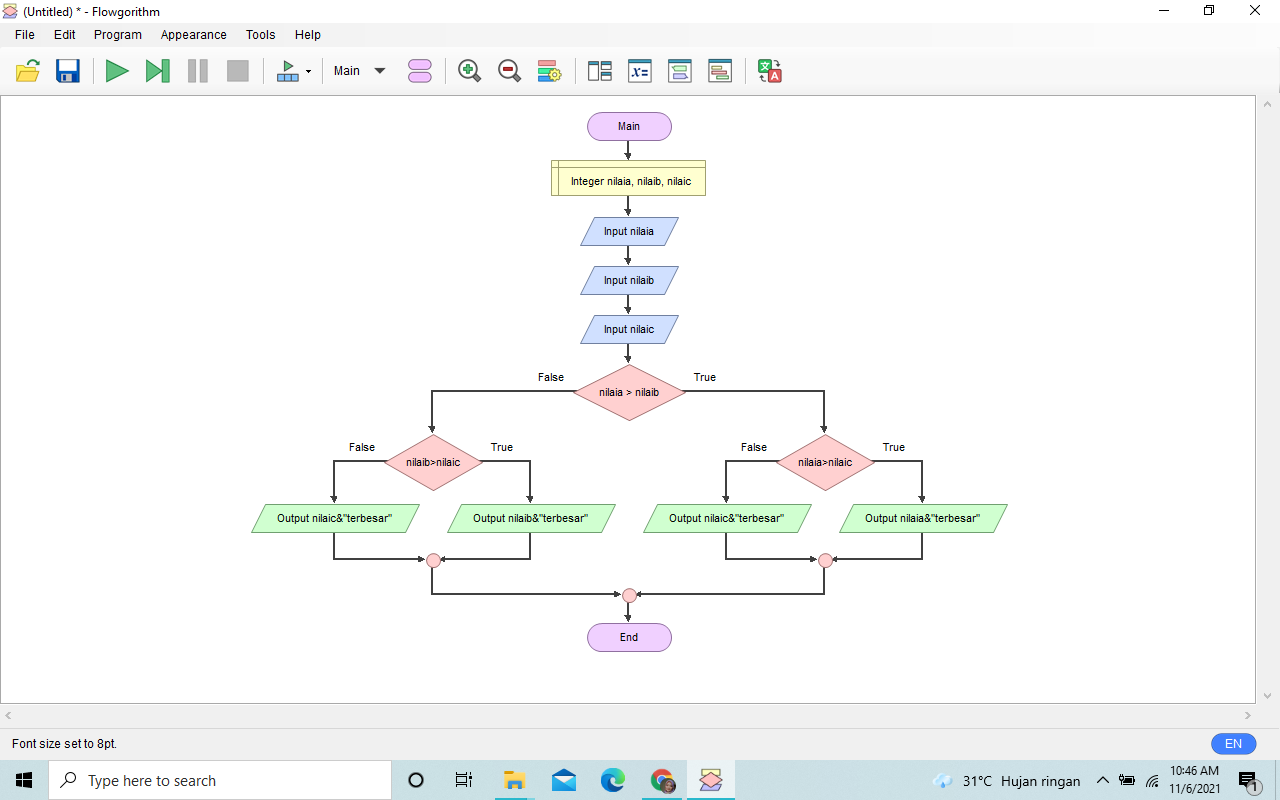 (Untitled) * - Flowgorithm
File Edit Program Appearance Tools Help
Main
Main
Integer nilaia, nilaib, nilaic
Input nilaia
Input nilaib
Input nilaic
False True
nilaia > nilaib
False True False True
nilaib>nilaic nilaia>nilaic
Output nilaic&"terbesar" Output nilaib&"terbesar" Output nilaic&"terbesar" Output nilaia&"terbesar"
End
Font size set to 8pt.
EN
Type here to search
31°C Hujan ringan
10:46 AM
11/6/2021
1